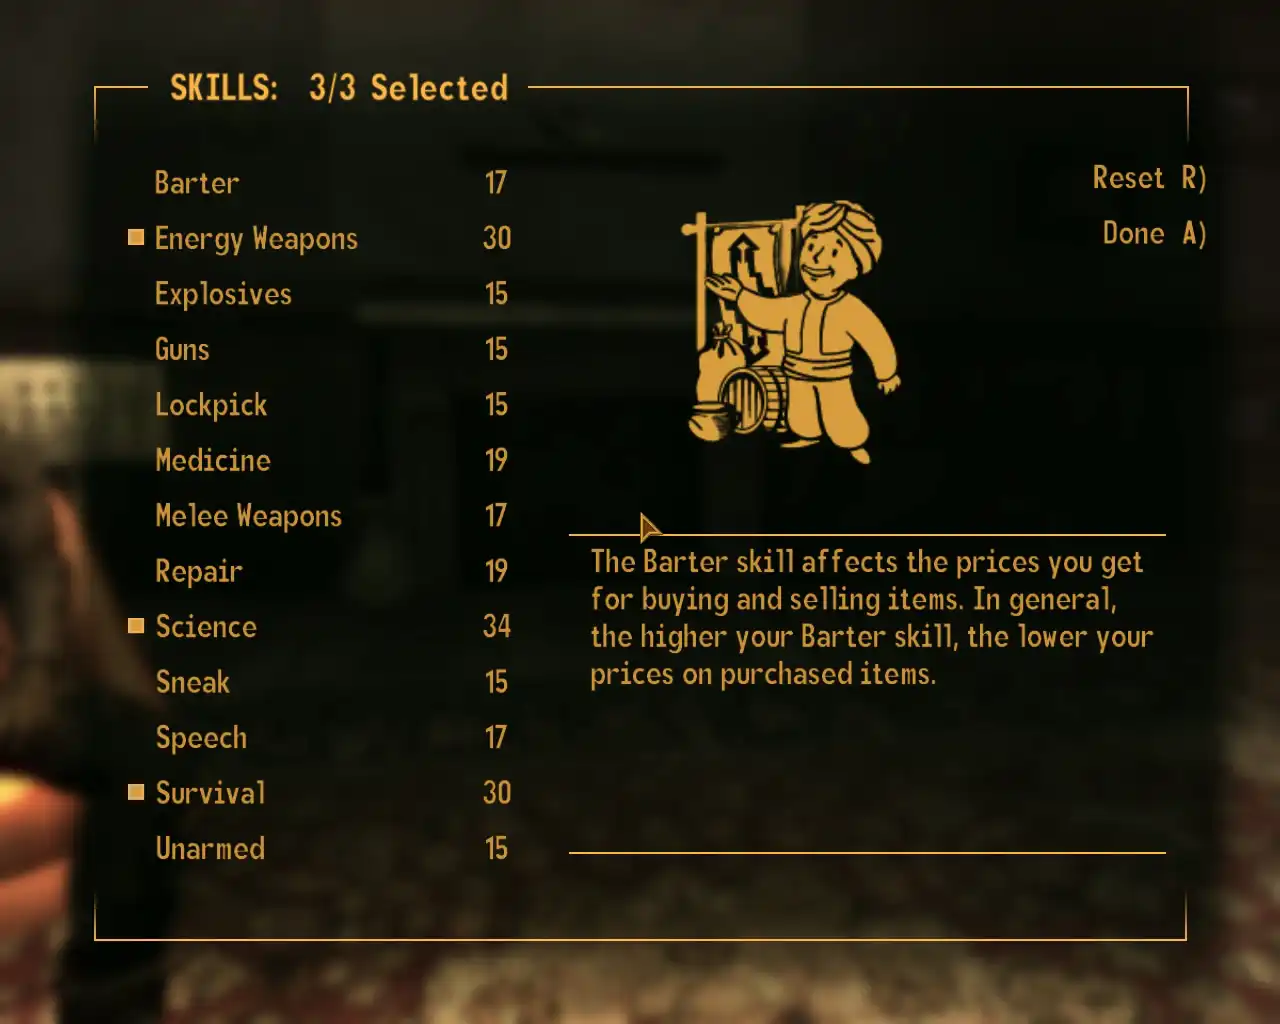 SKILLS: 3/3 Selected
Reset R)
Done A)
Barter 17
Energy Weapons 30
Explosives 15
Guns 15
Lockpick 15
Medicine 19
Melee Weapons 17
Repair 19
Science 34
Sneak 15
Speech 17
Survival 30
Unarmed 15
The Barter skill affects the prices you get
for buying and selling items. In general,
the higher your Barter skill, the lower your
prices on purchased items.